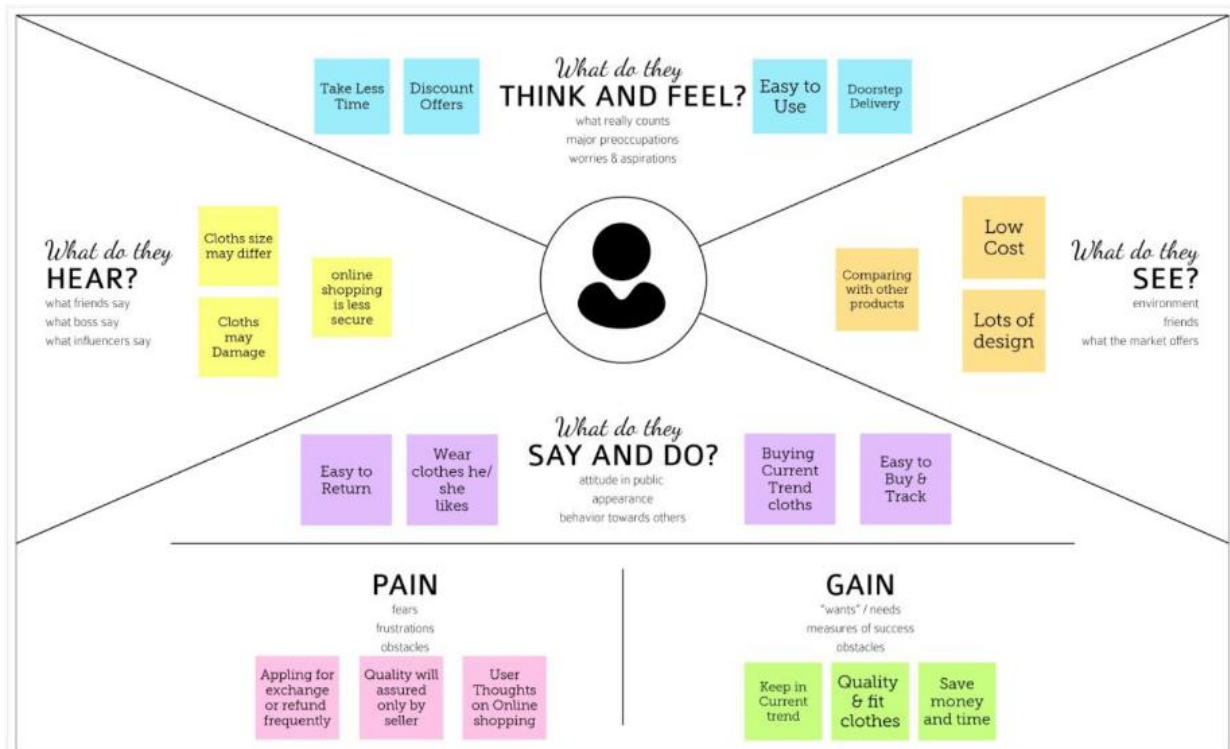 What do they
THINK AND FEEL?
what really counts
major preoccupations
worries & aspirations
Take Less
Time
Discount
Offers
Easy to
Use
Doorstep
Delivery
What do they
HEAR?
what friends say
what boss say
what influencers say
Cloths size
may differ
Cloths
may
Damage
online
shopping
is less
secure
What do they
SEE?
environment
friends
what the market offers
Comparing
with other
products
Low
Cost
Lots of
design
What do they
SAY AND DO?
attitude in public
appearance
behavior towards others
Easy to
Return
Wear
clothes he/
she
likes
Buying
Current
Trend
cloths
Easy to
Buy &
Track
PAIN
fears
frustrations
obstacles
Appling for
exchange
or refund
frequently
Quality will
assured
only by
seller
User
Thoughts
on Online
shopping
GAIN
"wants" / needs
measures of success
obstacles
Keep in
Current
trend
Quality
& fit
clothes
Save
money
and time